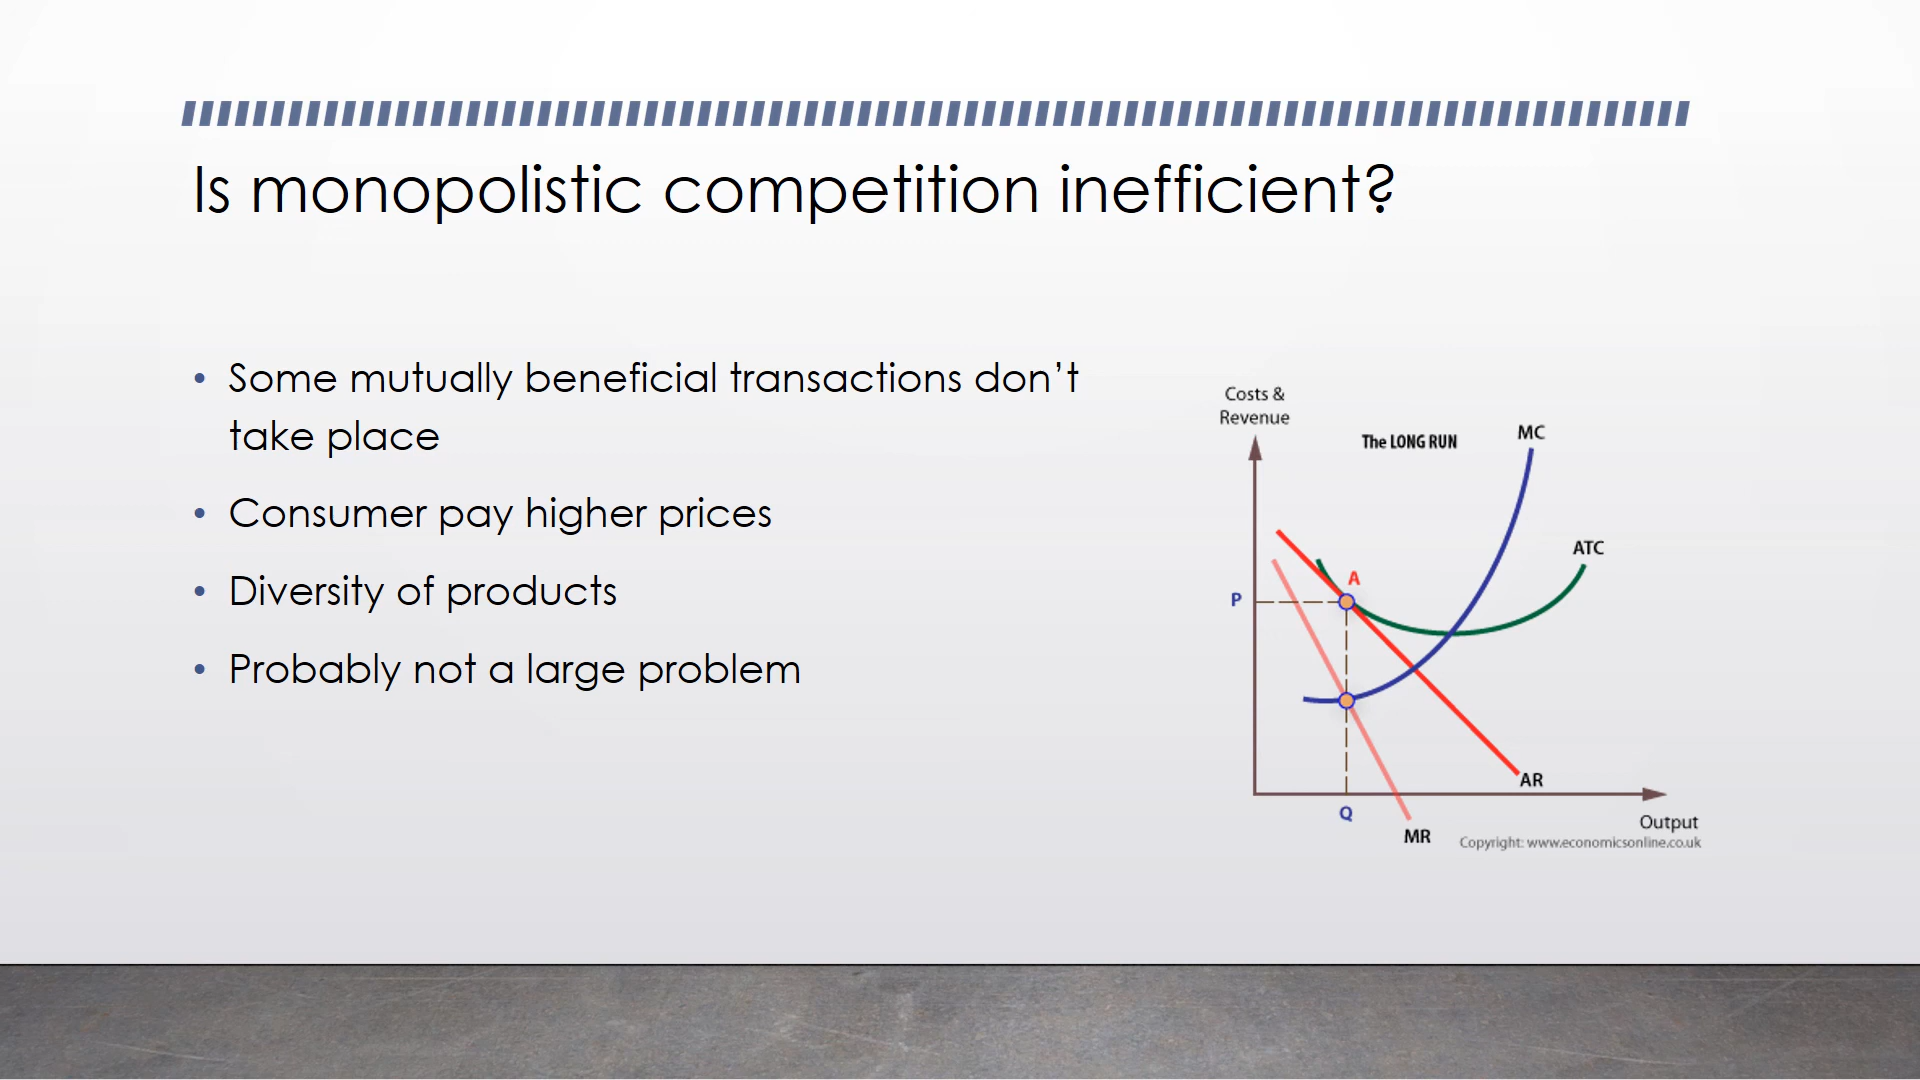 Is monopolistic competition inefficient?
• Some mutually beneficial transactions don’t
take place
• Consumer pay higher prices
• Diversity of products
• Probably not a large problem
Costs &
Revenue
The LONG RUN
MC
ATC
A
P
AR
Q
MR
Output
Copyright: www.economicsonline.co.uk